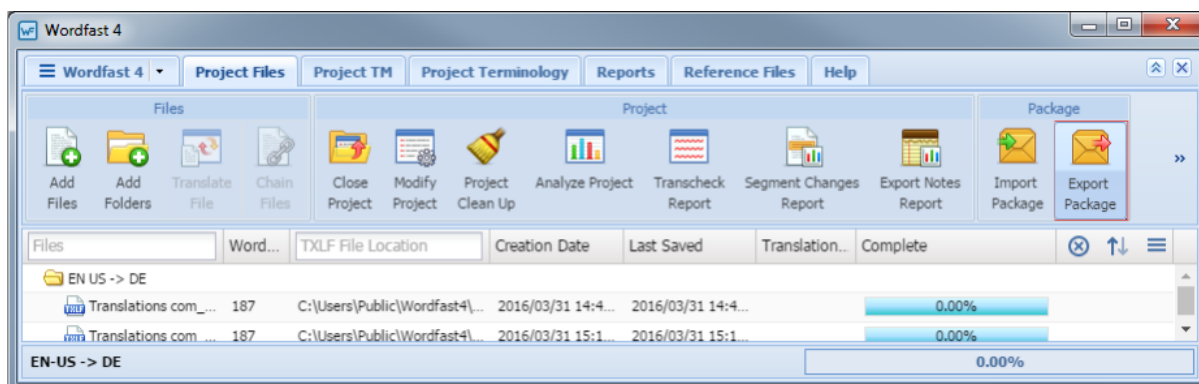 WF Wordfast 4
Wordfast 4 Project Files Project TM Project Terminology Reports Reference Files Help
Files Project Package
Add Files Add Folders Translate File Chain Files Close Project Modify Project Project Clean Up Analyze Project Transcheck Report Segment Changes Report Export Notes Report Import Package Export Package »
Files Word... TXLF File Location Creation Date Last Saved Translation... Complete
EN US -> DE
TXLF Translations com_... 187 C:\Users\Public\Wordfast4\... 2016/03/31 14:4... 2016/03/31 14:4... 0.00%
TXLF Translations com_... 187 C:\Users\Public\Wordfast4\... 2016/03/31 15:1... 2016/03/31 15:1... 0.00%
EN-US -> DE 0.00%